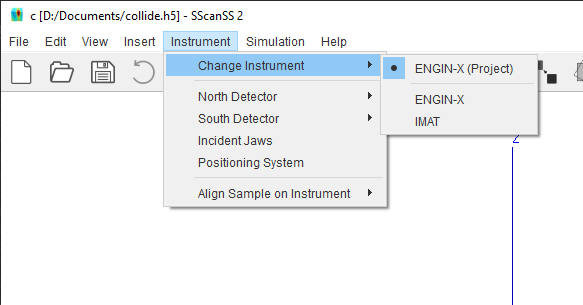 c [D:/Documents/collide.h5] - SScanSS 2
File Edit View Insert Instrument Simulation Help
Change Instrument
North Detector
South Detector
Incident Jaws
Positioning System
Align Sample on Instrument
ENGIN-X (Project)
ENGIN-X
IMAT
Z